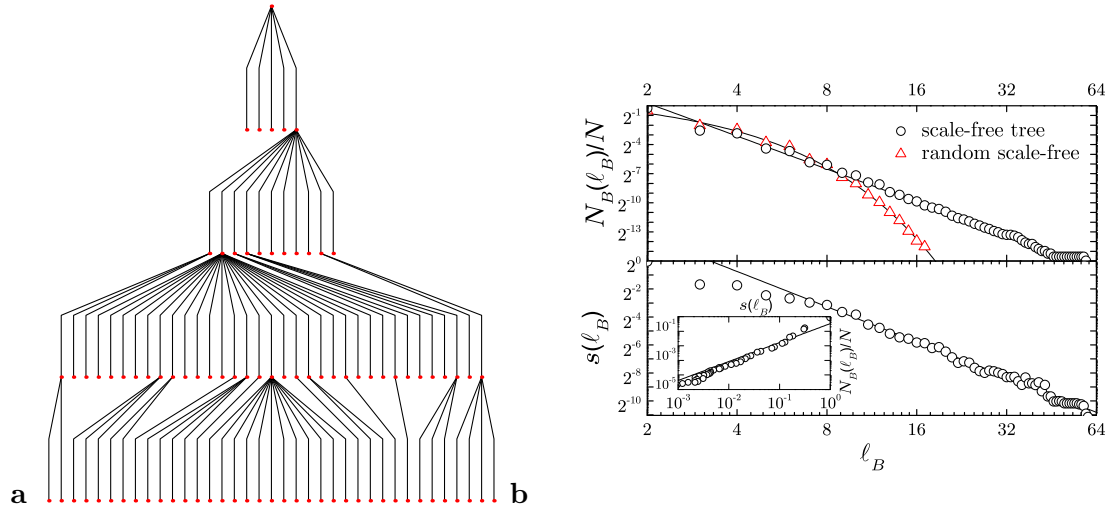 a
b
2 4 8 16 32 64
N_B(ℓ_B)/N
2^-1
2^-4
2^-7
2^-10
2^-13
scale-free tree
random scale-free
s(ℓ_B)
2^0
2^-2
2^-4
2^-6
2^-8
2^-10
s(ℓ_B)
N_B(ℓ_B)/N
10^-1
10^-3
10^-5
10^-3 10^-2 10^-1 10^0
2 4 8 16 32 64
ℓ_B